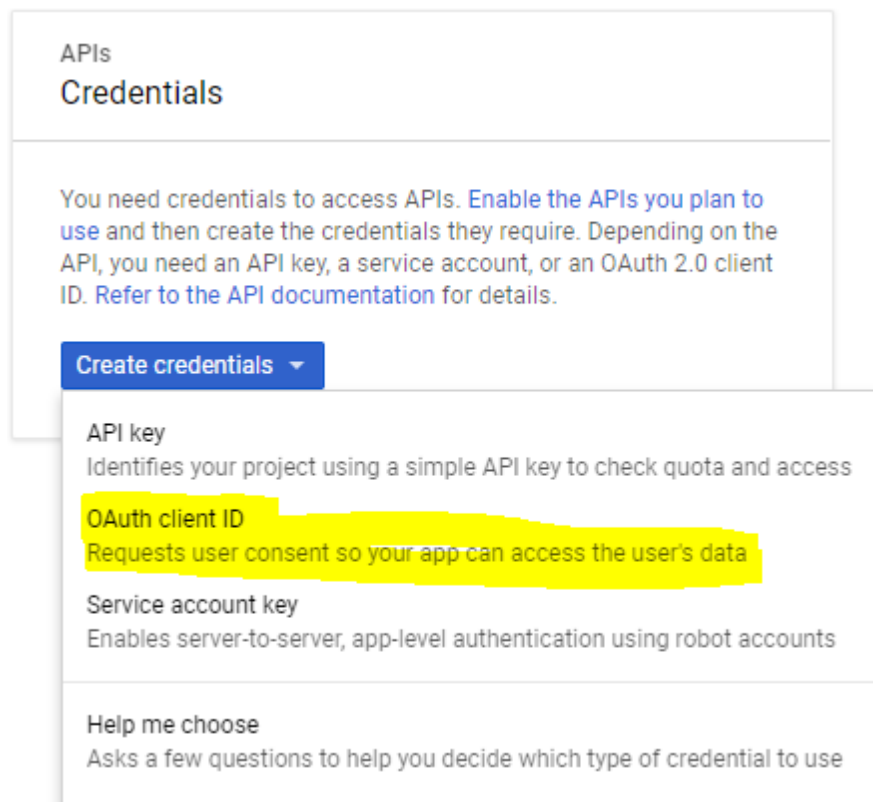 APIs
Credentials
You need credentials to access APIs. Enable the APIs you plan to
use and then create the credentials they require. Depending on the
API, you need an API key, a service account, or an OAuth 2.0 client
ID. Refer to the API documentation for details.
Create credentials
API key
Identifies your project using a simple API key to check quota and access
OAuth client ID
Requests user consent so your app can access the user's data
Service account key
Enables server-to-server, app-level authentication using robot accounts
Help me choose
Asks a few questions to help you decide which type of credential to use